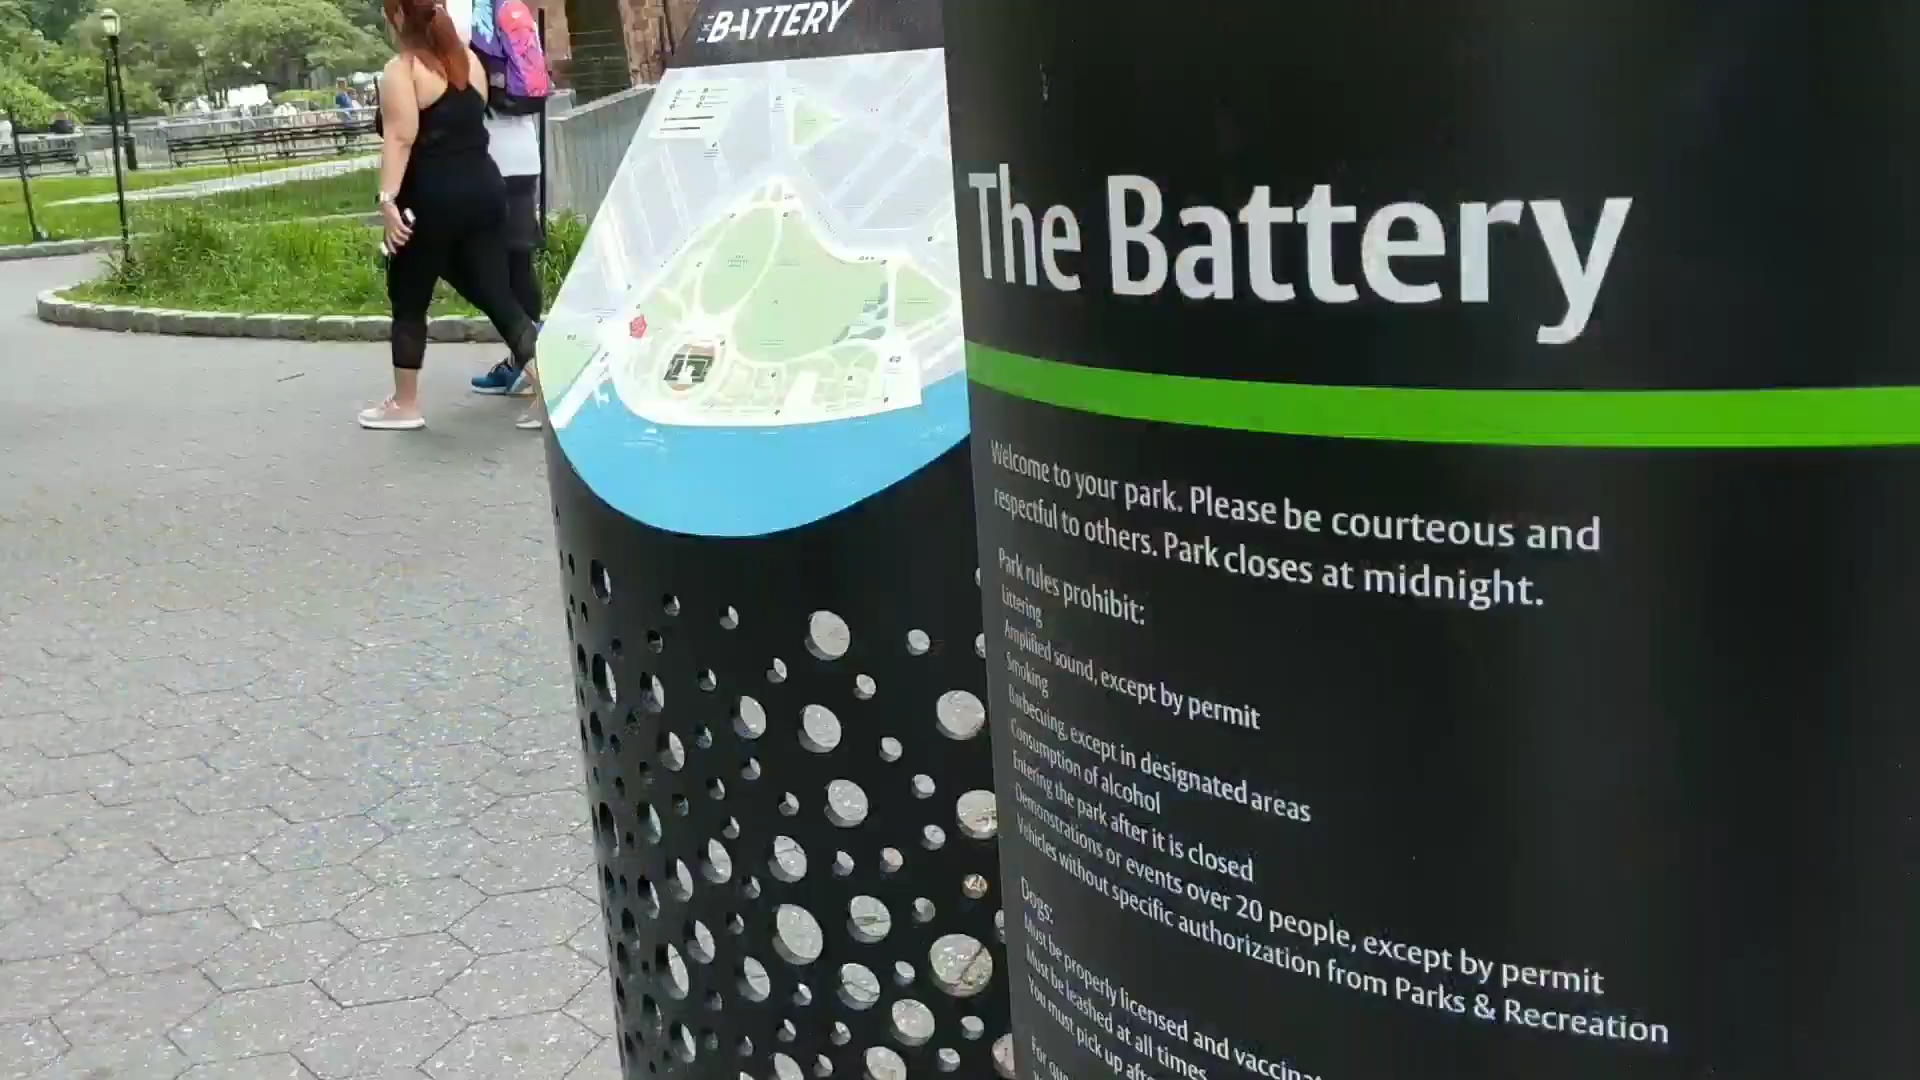 THE BATTERY
The Battery
Welcome to your park. Please be courteous and
respectful to others. Park closes at midnight.
Park rules prohibit:
Littering
Amplified sound, except by permit
Smoking
Barbecuing, except in designated areas
Consumption of alcohol
Entering the park after it is closed
Demonstrations or events over 20 people, except by permit
Vehicles without specific authorization from Parks & Recreation
Dogs:
Must be properly licensed and
Must be leashed at all times
You must pick up
For